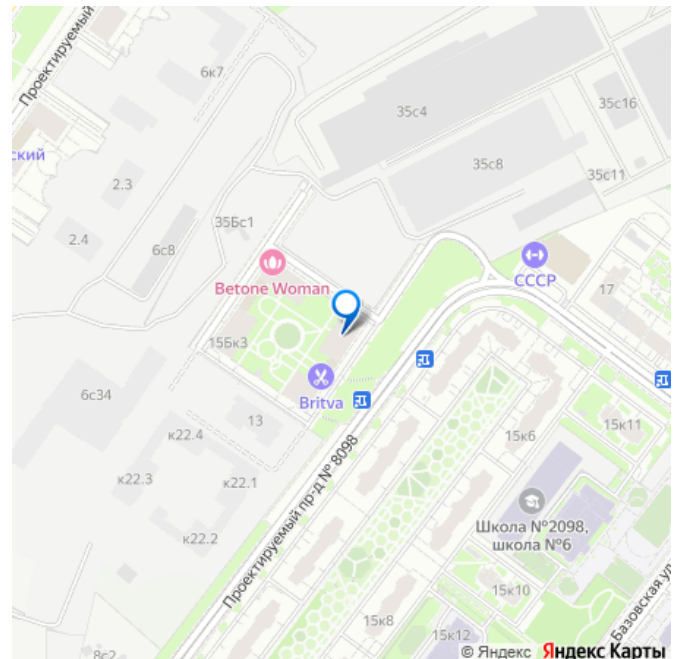 Проектируемый
6к7
35с4
35с16
ский
35с8
35с11
2.3
35Бс1
2.4
6с8
Betone Woman
СССР
17
15Бк3
Britva
6с34
13
к22.4
15к6
15к11
к22.3
к22.1
Проектируемый пр-д № 8098
Школа №2098,
школа №6
к22.2
15к10
Базовская ул
15к8
15к12
8с2
© Яндекс Яндекс Карты